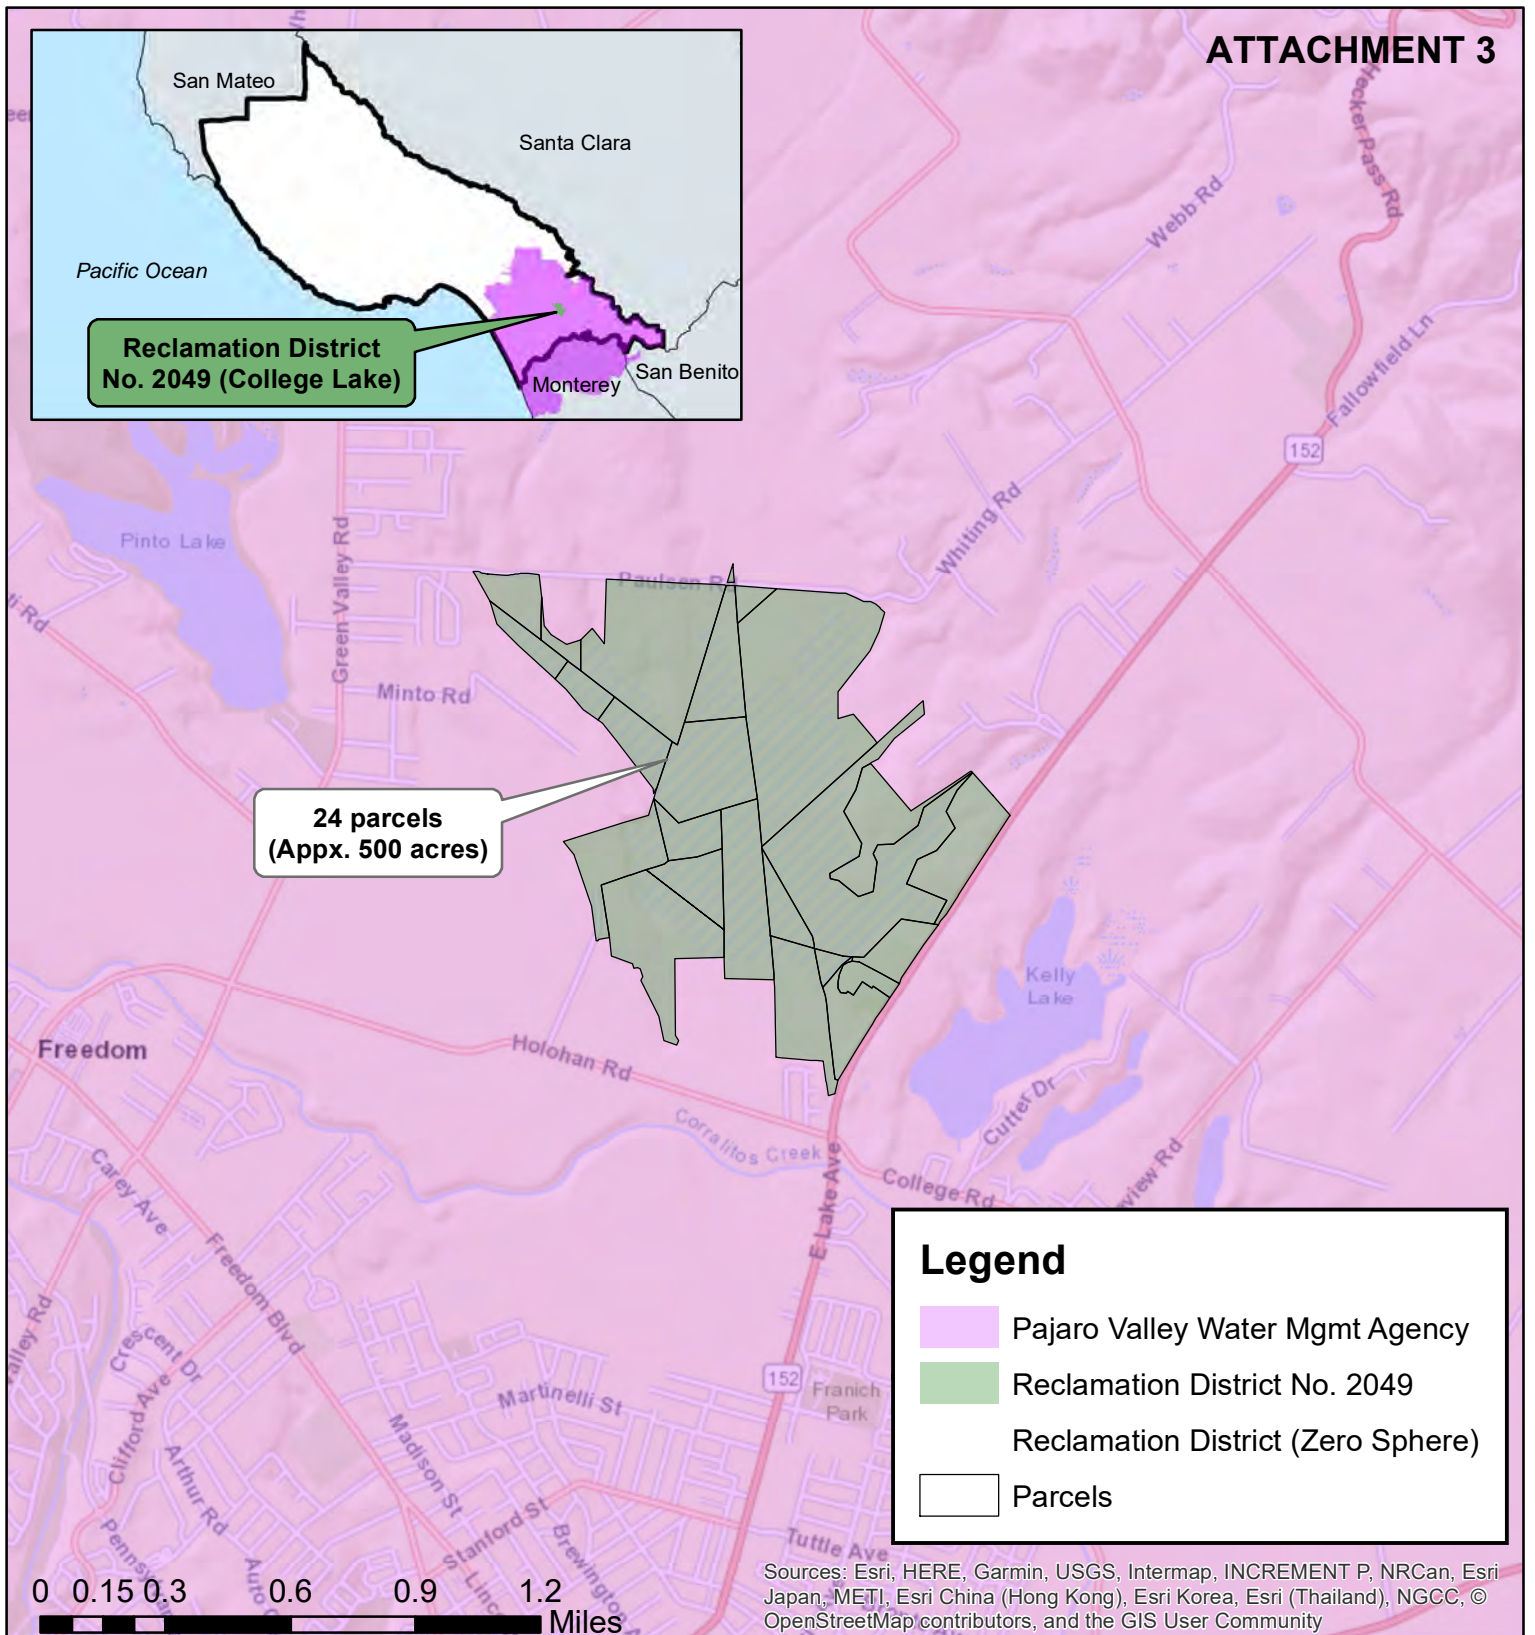 ATTACHMENT 3
San Mateo
Santa Clara
Pacific Ocean
Reclamation District
No. 2049 (College Lake)
Monterey
San Benito
Hecker Pass Rd
Webb Rd
Fallowfield Ln
152
Whiting Rd
Pinto Lake
Green Valley Rd
Paulsen Rd
Minto Rd
24 parcels
(Appx. 500 acres)
Kelly
Lake
Freedom
Holohan Rd
Corralitos Creek
Cutter Dr
College Rd
E Lake Ave
Carey Ave
Freedom Blvd
Crescent Dr
Clifford Ave
Arthur Rd
Martinelli St
Madison St
Stanford St
Brewington
152
Franich
Park
Tuttle Ave
Legend
Pajaro Valley Water Mgmt Agency
Reclamation District No. 2049
Reclamation District (Zero Sphere)
Parcels
0 0.15 0.3 0.6 0.9 1.2
Miles
Sources: Esri, HERE, Garmin, USGS, Intermap, INCREMENT P, NRCan, Esri
Japan, METI, Esri China (Hong Kong), Esri Korea, Esri (Thailand), NGCC, ©
OpenStreetMap contributors, and the GIS User Community